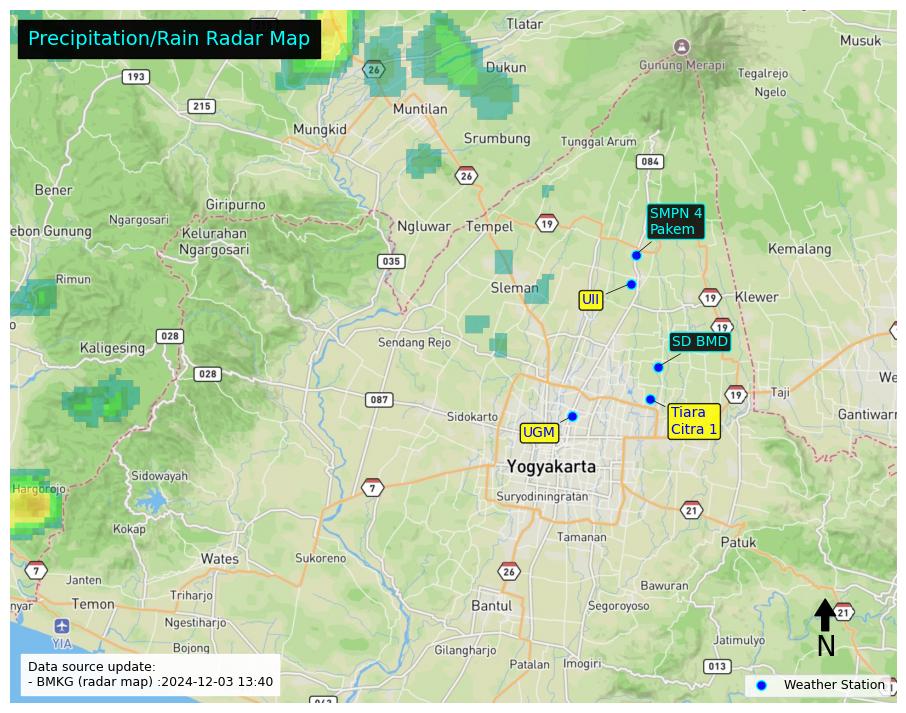 Precipitation/Rain Radar Map
Tlatar
Musuk
26
Dukun
Gunung Merapi
Tegalrejo
193
Ngelo
215
Muntilan
Mungkid
Srumbung
Tunggal Arum
084
26
Bener
Giripurno
SMPN 4
Pakem
Ngargosari
Kelurahan
Ngargosari
Ngluwar
Tempel
19
ebon Gunung
Kemalang
035
Rimun
Sleman
UII
19
Klewer
19
028
Sendang Rejo
SD BMD
Kaligesing
028
We
087
19
Taji
Sidokarto
Tiara
Citra 1
Gantiwarn
UGM
Yogyakarta
Sidowayah
Hargorojo
7
Suryodiningratan
21
Kokap
Tamanan
Patuk
Wates
Sukoreno
7
26
Janten
Bawuran
Triharjo
nyar
Temon
Bantul
Segoroyoso
21
Ngestiharjo
YIA
N
Bojong
Gilangharjo
Jatimulyo
Patalan
Imogiri
013
Data source update:
- BMKG (radar map) :2024-12-03 13:40
Weather Station